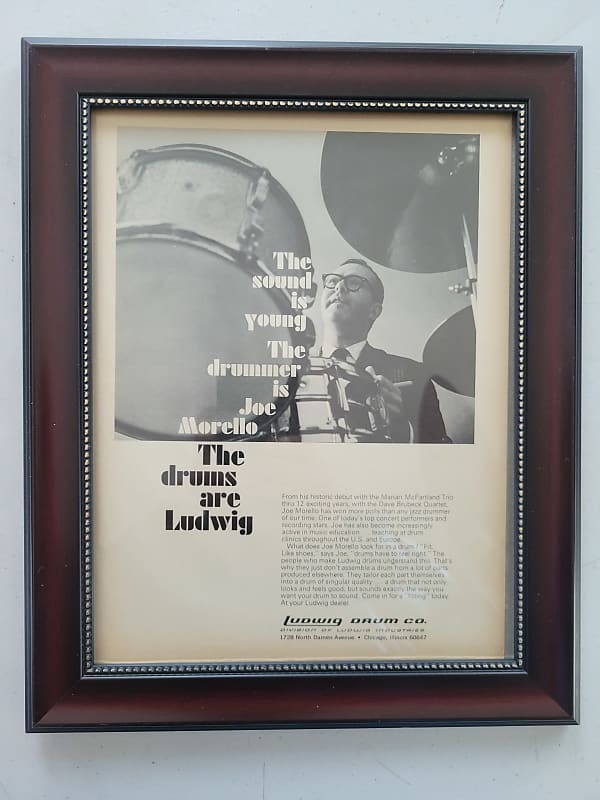 The
sound
is
young
The
drummer
is
Joe
Morello
The
drums
are
Ludwig
From his historic debut with the Marian McPartland Trio
thru 12 exciting years, with the Dave Brubeck Quartet,
Joe Morello has won more polls than any jazz drummer
of our time. One of today's top concert performers and
recording stars, Joe has also become increasingly
active in music education . . . teaching at drum
clinics throughout the U.S. and Europe.
What does Joe Morello look for in a drum? "Fit.
Like shoes," says Joe, "drums have to feel right." The
people who make Ludwig drums understand this. That's
why they just don't assemble a drum from a lot of parts
produced elsewhere. They tailor each part themselves
into a drum of singular quality . . . a drum that not only
looks and feels good, but sounds exactly the way you
want your drum to sound. Come in for a "fitting" today.
At your Ludwig dealer.
LUDWIG DRUM CO.
DIVISION OF LUDWIG INDUSTRIES
1728 North Damen Avenue • Chicago, Illinois 60647